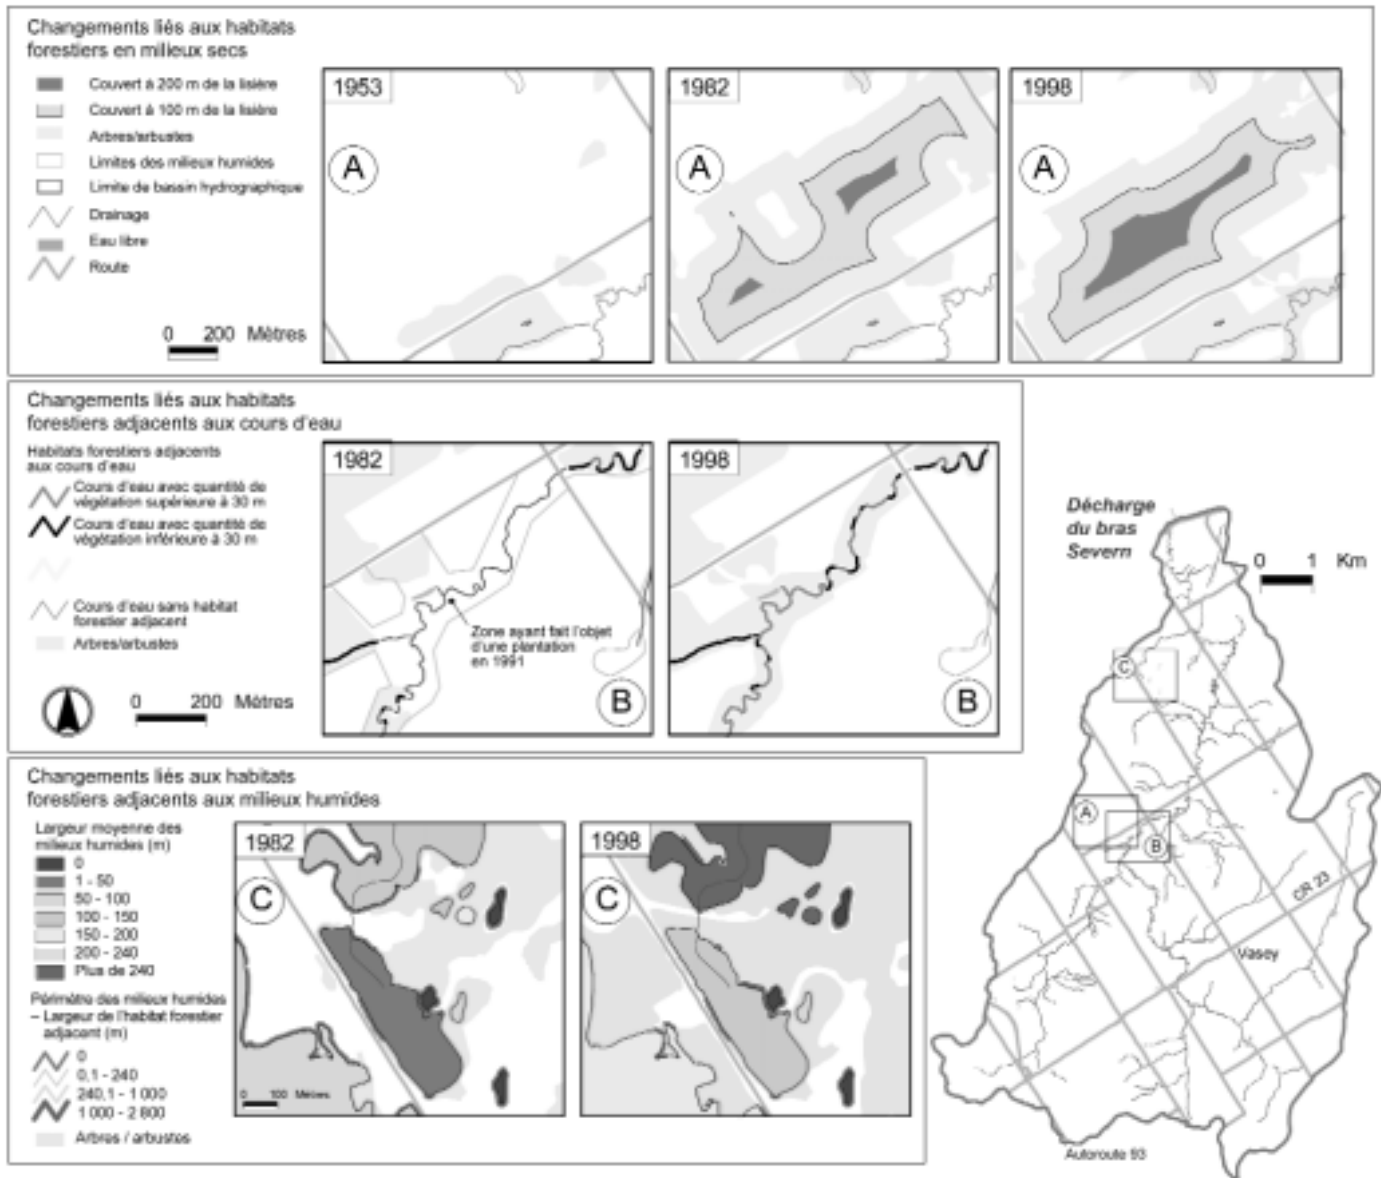 Changements liés aux habitats
forestiers en milieux secs
Couvert à 200 m de la lisière
Couvert à 100 m de la lisière
Arbres/arbustes
Limites des milieux humides
Limite de bassin hydrographique
Drainage
Eau libre
Route
0 200 Mètres
1953
A
1982
A
1998
A
Changements liés aux habitats
forestiers adjacents aux cours d'eau
Habitats forestiers adjacents
aux cours d'eau
Cours d'eau avec quantité de
végétation supérieure à 30 m
Cours d'eau avec quantité de
végétation inférieure à 30 m
Cours d'eau sans habitat
forestier adjacent
Arbres/arbustes
0 200 Mètres
1982
Zone ayant fait l'objet
d'une plantation
en 1991
B
1998
B
Changements liés aux habitats
forestiers adjacents aux milieux humides
Largeur moyenne des
milieux humides (m)
0
1 - 50
50 - 100
100 - 150
150 - 200
200 - 240
Plus de 240
Périmètre des milieux humides
– Largeur de l'habitat forestier
adjacent (m)
0
0,1 - 240
240,1 - 1 000
1 000 - 2 800
Arbres / arbustes
1982
C
0 100 Mètres
1998
C
Décharge
du bras
Severn
0 1 Km
C
A
B
CR 23
Vasey
Autoroute 93